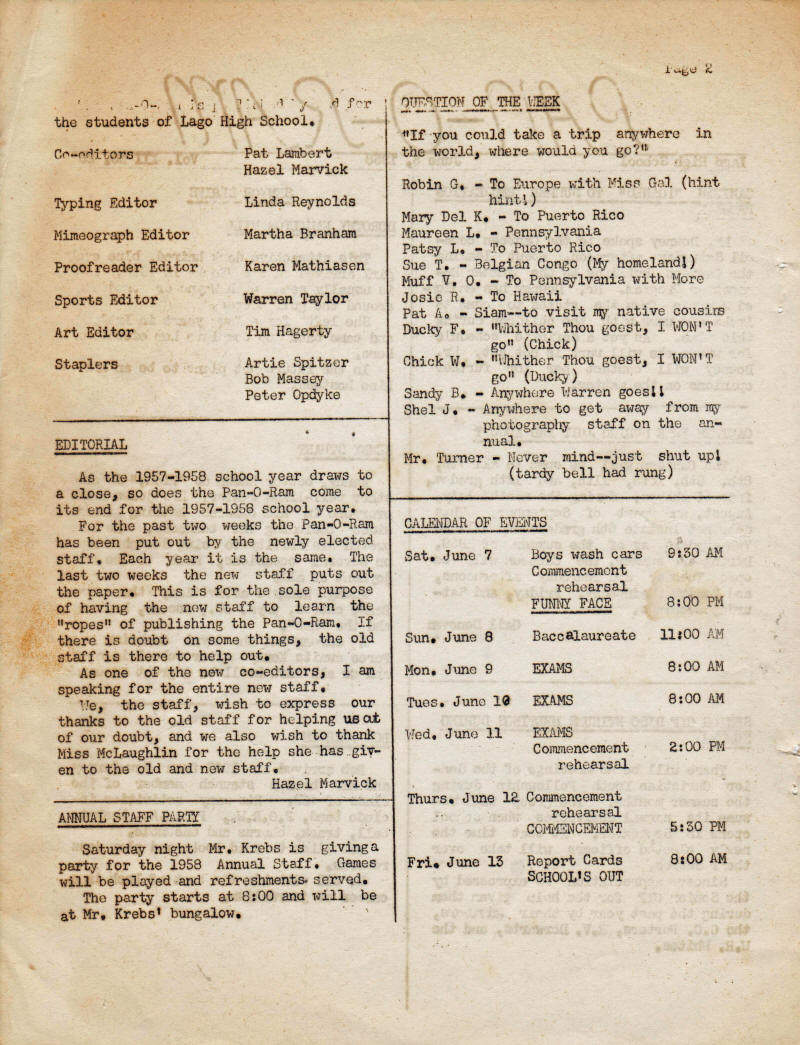 Page 2
for
the students of Lago High School.
Co-editors Pat Lambert
Hazel Marvick
Typing Editor Linda Reynolds
Mimeograph Editor Martha Branham
Proofreader Editor Karen Mathiasen
Sports Editor Warren Taylor
Art Editor Tim Hagerty
Staplers Artie Spitzer
Bob Massey
Peter Opdyke
EDITORIAL
As the 1957-1958 school year draws to
a close, so does the Pan-O-Ram come to
its end for the 1957-1958 school year.
For the past two weeks the Pan-O-Ram
has been put out by the newly elected
staff. Each year it is the same. The
last two weeks the new staff puts out
the paper. This is for the sole purpose
of having the new staff to learn the
"ropes" of publishing the Pan-O-Ram. If
there is doubt on some things, the old
staff is there to help out.
As one of the new co-editors, I am
speaking for the entire new staff.
We, the staff, wish to express our
thanks to the old staff for helping us out
of our doubt, and we also wish to thank
Miss McLaughlin for the help she has giv-
en to the old and new staff.
Hazel Marvick
ANNUAL STAFF PARTY
Saturday night Mr. Krebs is giving a
party for the 1958 Annual Staff. Games
will be played and refreshments served.
The party starts at 8:00 and will be
at Mr. Krebs' bungalow.
QUESTION OF THE WEEK
"If you could take a trip anywhere in
the world, where would you go?"
Robin G. - To Europe with Miss Gal (hint
hint!)
Mary Del K. - To Puerto Rico
Maureen L. - Pennsylvania
Patsy L. - To Puerto Rico
Sue T. - Belgian Congo (My homeland!)
Muff V. O. - To Pennsylvania with More
Josie R. - To Hawaii
Pat A. - Siam--to visit my native cousins
Ducky F. - "Whither Thou goest, I WON'T
go" (Chick)
Chick W. - "Whither Thou goest, I WON'T
go" (Ducky)
Sandy B. - Anywhere Warren goes!!
Shel J. - Anywhere to get away from my
photography staff on the an-
nual.
Mr. Turner - Never mind--just shut up!
(tardy bell had rung)
CALENDAR OF EVENTS
Sat. June 7 Boys wash cars 9:30 AM
Commencement
rehearsal
FUNNY FACE 8:00 PM
Sun. June 8 Baccalaureate 11:00 AM
Mon. June 9 EXAMS 8:00 AM
Tues. June 10 EXAMS 8:00 AM
Wed. June 11 EXAMS
Commencement 2:00 PM
rehearsal
Thurs. June 12 Commencement
rehearsal
COMMENCEMENT 5:30 PM
Fri. June 13 Report Cards 8:00 AM
SCHOOL'S OUT